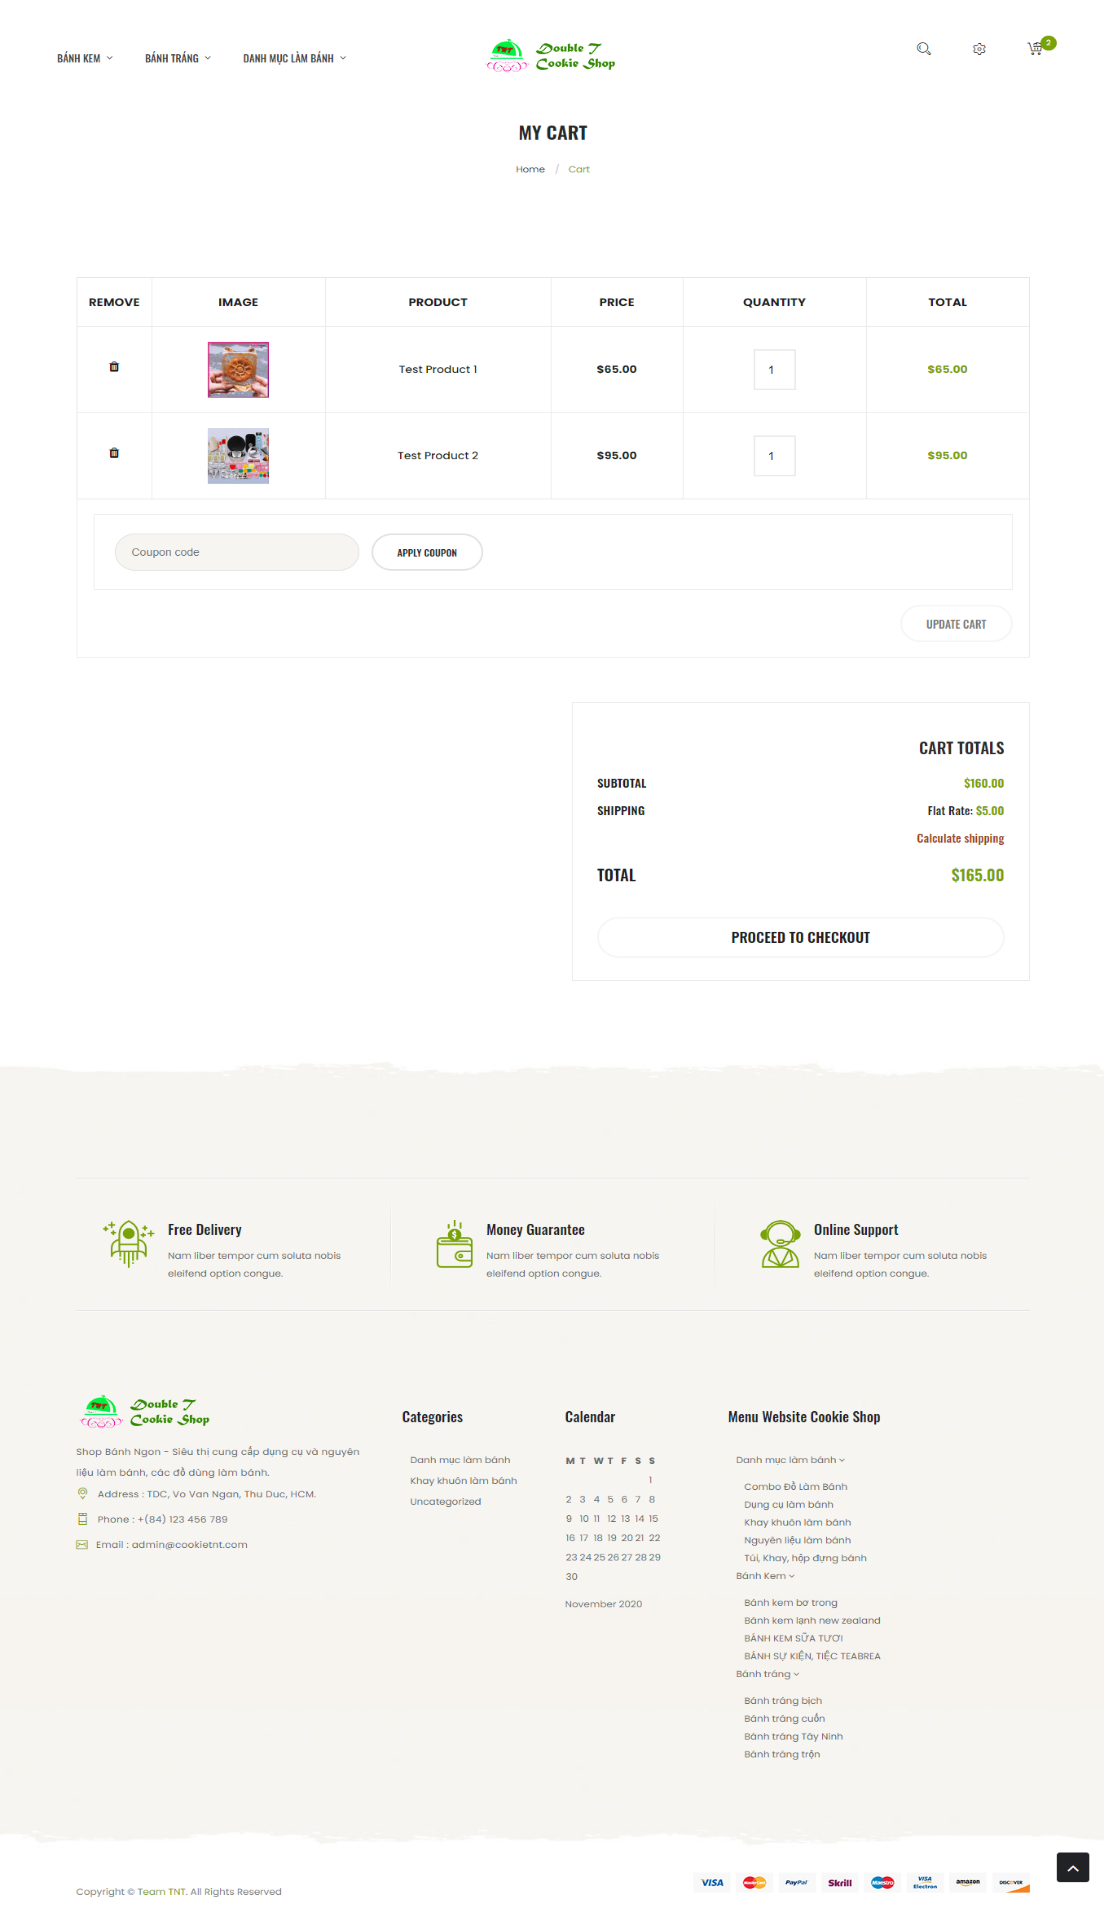 BÁNH KEM
BÁNH TRÁNG
DANH MỤC LÀM BÁNH
TNT
Double T
Cookie Shop
2
MY CART
Home / Cart
REMOVE IMAGE PRODUCT PRICE QUANTITY TOTAL
Test Product 1 $65.00 1 $65.00
Test Product 2 $95.00 1 $95.00
Coupon code
APPLY COUPON
UPDATE CART
CART TOTALS
SUBTOTAL $160.00
SHIPPING Flat Rate: $5.00
Calculate shipping
TOTAL $165.00
PROCEED TO CHECKOUT
Free Delivery
Nam liber tempor cum soluta nobis
eleifend option congue.
Money Guarantee
Nam liber tempor cum soluta nobis
eleifend option congue.
Online Support
Nam liber tempor cum soluta nobis
eleifend option congue.
TNT
Double T
Cookie Shop
Shop Bánh Ngon - Siêu thị cung cấp dụng cụ và nguyên
liệu làm bánh, các đồ dùng làm bánh.
Address : TDC, Vo Van Ngan, Thu Duc, HCM.
Phone : +(84) 123 456 789
Email : admin@cookietnt.com
Categories
Danh mục làm bánh
Khay khuôn làm bánh
Uncategorized
Calendar
M T W T F S S
1
2 3 4 5 6 7 8
9 10 11 12 13 14 15
16 17 18 19 20 21 22
23 24 25 26 27 28 29
30
November 2020
Menu Website Cookie Shop
Danh mục làm bánh
Combo Đồ Làm Bánh
Dụng cụ làm bánh
Khay khuôn làm bánh
Nguyên liệu làm bánh
Túi, Khay, hộp đựng bánh
Bánh Kem
Bánh kem bơ trong
Bánh kem lạnh new zealand
BÁNH KEM SỮA TƯƠI
BÁNH SỰ KIỆN, TIỆC TEABREA
Bánh tráng
Bánh tráng bịch
Bánh tráng cuốn
Bánh tráng Tây Ninh
Bánh tráng trộn
Copyright © Team TNT. All Rights Reserved
VISA
MasterCard
PayPal
Skrill
Maestro
VISA
Electron
amazon
DISCOVER